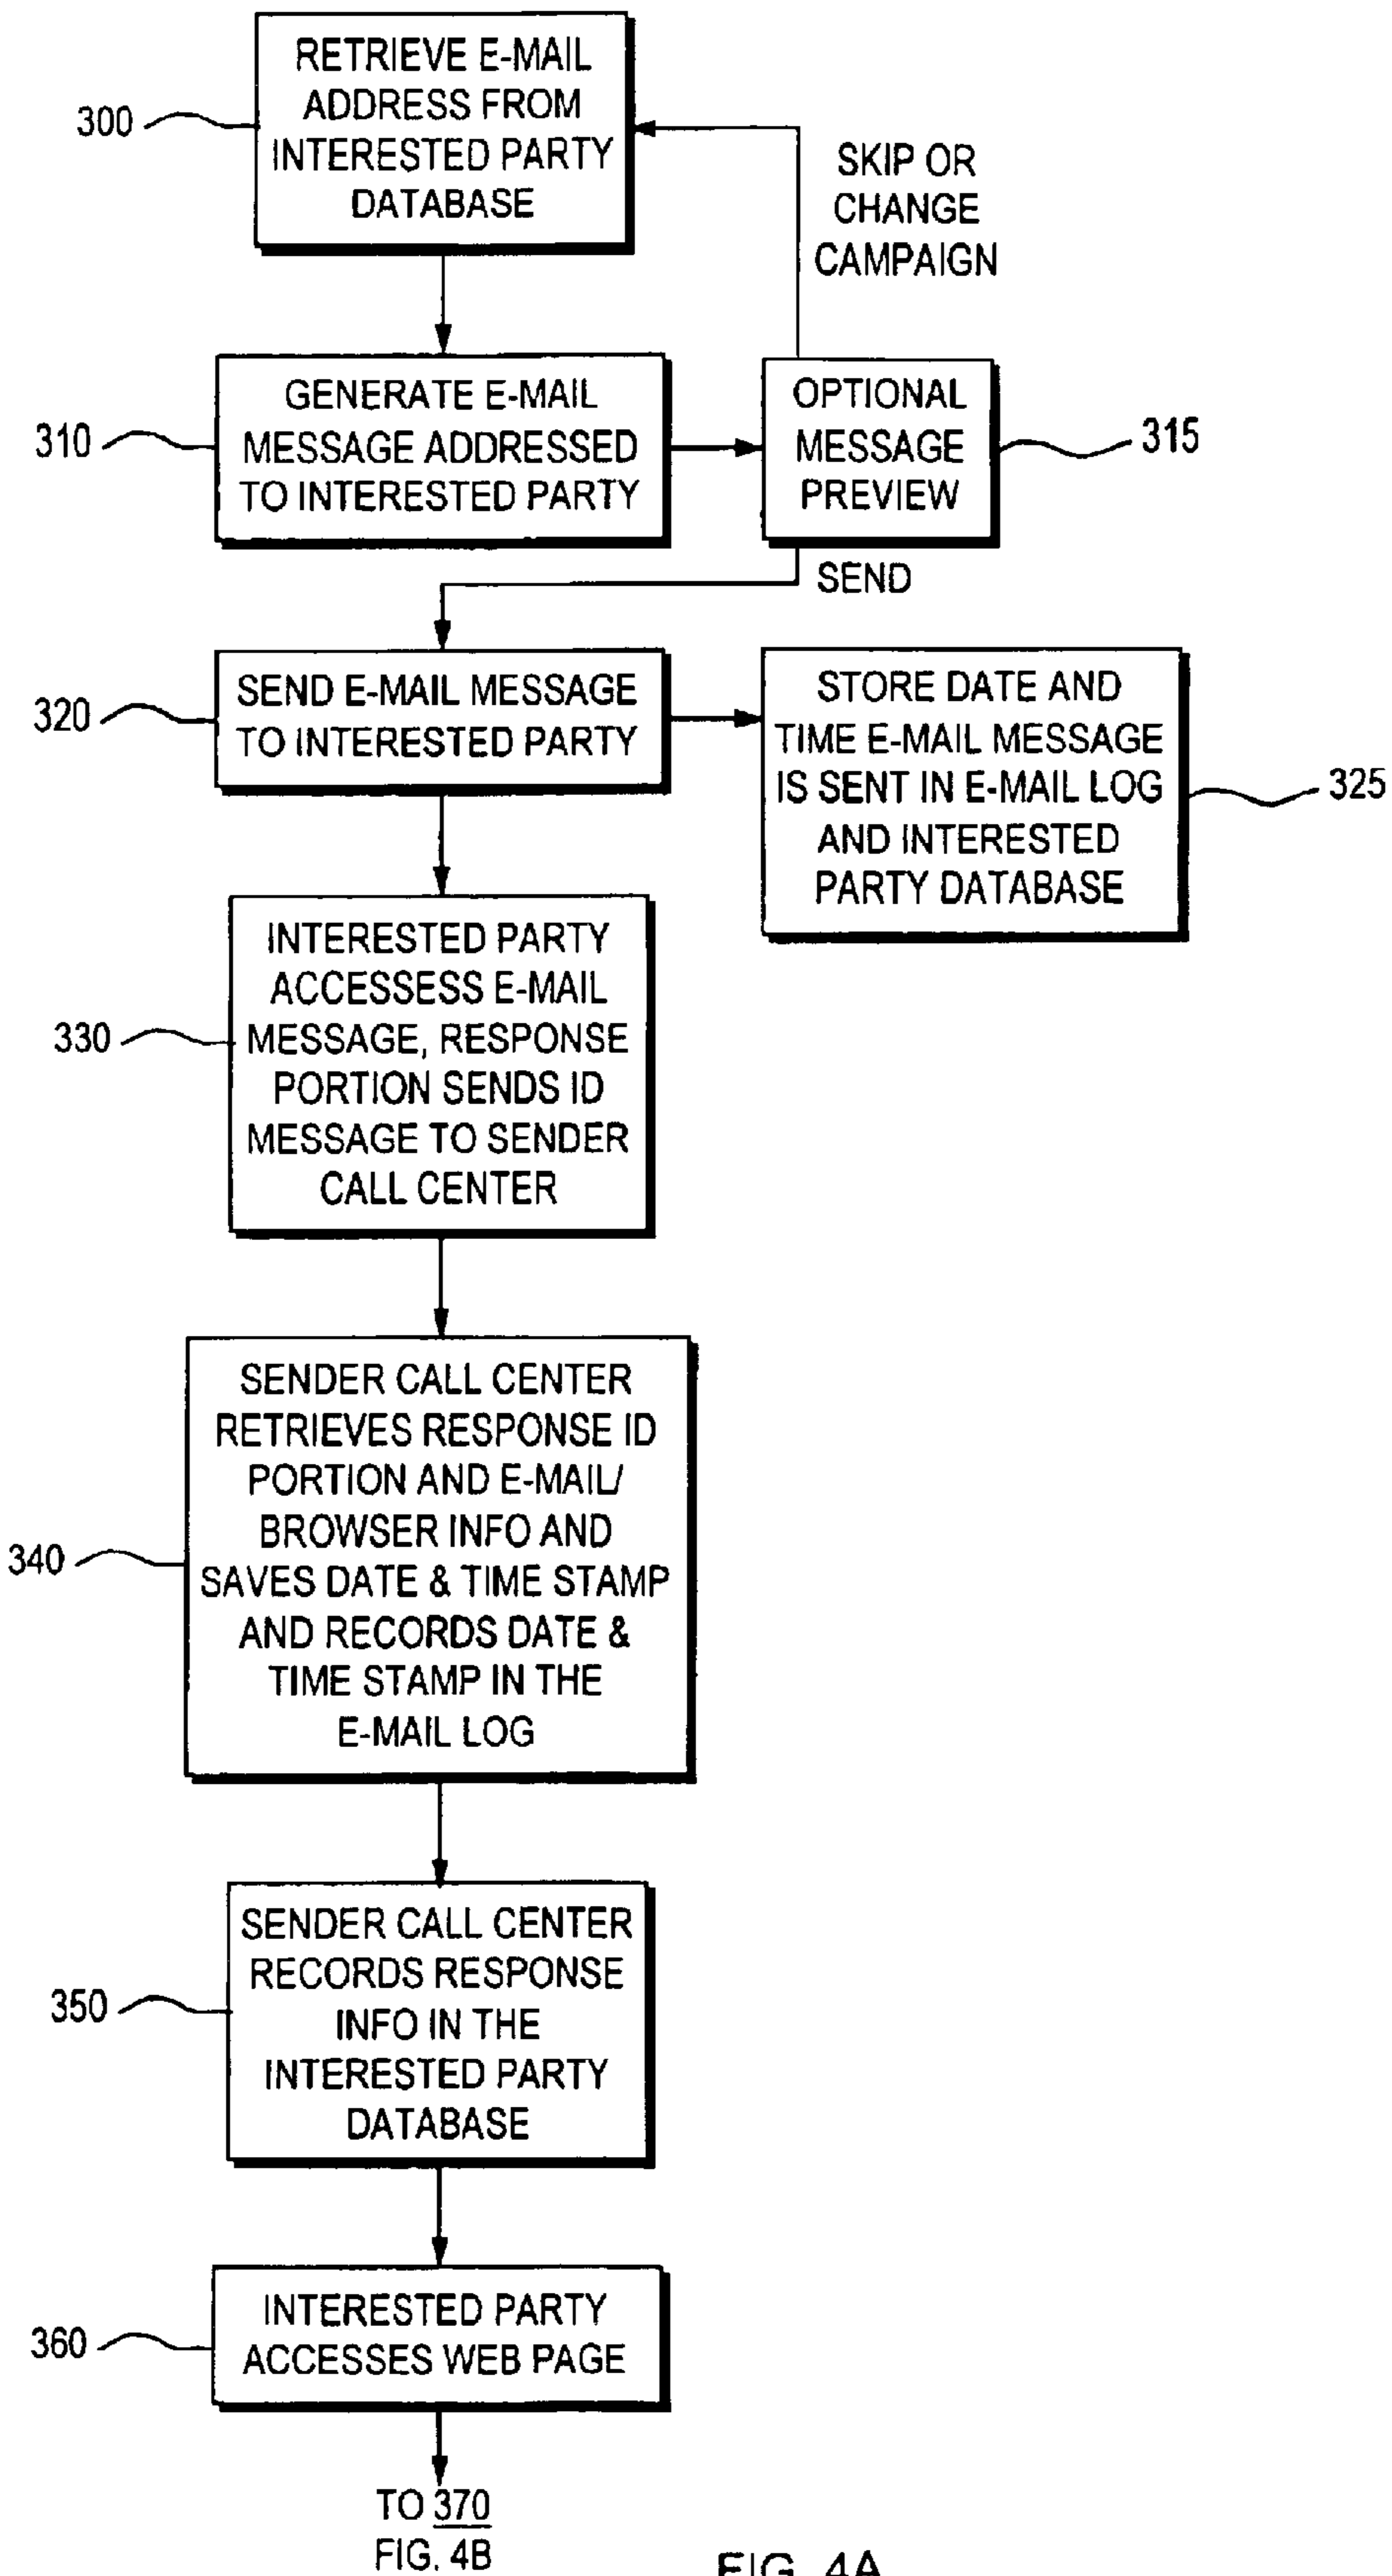 RETRIEVE E-MAIL
ADDRESS FROM
INTERESTED PARTY
DATABASE
300
SKIP OR
CHANGE
CAMPAIGN
GENERATE E-MAIL
MESSAGE ADDRESSED
TO INTERESTED PARTY
310
OPTIONAL
MESSAGE
PREVIEW
315
SEND
SEND E-MAIL MESSAGE
TO INTERESTED PARTY
320
STORE DATE AND
TIME E-MAIL MESSAGE
IS SENT IN E-MAIL LOG
AND INTERESTED
PARTY DATABASE
325
INTERESTED PARTY
ACCESSESS E-MAIL
MESSAGE, RESPONSE
PORTION SENDS ID
MESSAGE TO SENDER
CALL CENTER
330
SENDER CALL CENTER
RETRIEVES RESPONSE ID
PORTION AND E-MAIL/
BROWSER INFO AND
SAVES DATE & TIME STAMP
AND RECORDS DATE &
TIME STAMP IN THE
E-MAIL LOG
340
SENDER CALL CENTER
RECORDS RESPONSE
INFO IN THE
INTERESTED PARTY
DATABASE
350
INTERESTED PARTY
ACCESSES WEB PAGE
360
TO 370
FIG. 4B
FIG. 4A